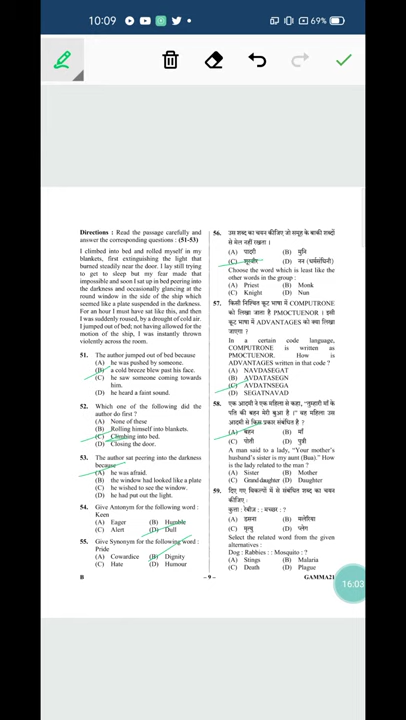 10:09
69%
Directions : Read the passage carefully and
answer the corresponding questions : (51-53)
I climbed into bed and rolled myself in my
blankets, first extinguishing the light that
burned steadily near the door. I lay still trying
to get to sleep but my fear made that
impossible and soon I sat up in bed peering into
the darkness and occasionally glancing at the
round window in the side of the ship which
seemed like a plate suspended in the darkness.
For an hour I must have sat like this, and then
I was suddenly roused, by a drought of cold air.
I jumped out of bed; not having allowed for the
motion of the ship, I was instantly thrown
violently across the room.
51. The author jumped out of bed because
(A) he was pushed by someone.
(B) a cold breeze blew past his face.
(C) he saw someone coming towards
him.
(D) he heard a faint sound.
52. Which one of the following did the
author do first ?
(A) None of these
(B) Rolling himself into blankets.
(C) Climbing into bed.
(D) Closing the door.
53. The author sat peering into the darkness
because
(A) he was afraid.
(B) the window had looked like a plate
(C) he wished to see the window.
(D) he had put out the light.
54. Give Antonym for the following word :
Keen
(A) Eager (B) Humble
(C) Alert (D) Dull
55. Give Synonym for the following word :
Pride
(A) Cowardice (B) Dignity
(C) Hate (D) Humour
B
56. उस शब्द का चयन कीजिए जो समूह के बाकी शब्दों
से मेल नहीं रखता ।
(A) पादरी (B) मुनि
(C) शूरवीर (D) नन (धर्मसंघिनी)
Choose the word which is least like the
other words in the group :
(A) Priest (B) Monk
(C) Knight (D) Nun
57. किसी निश्चित कूट भाषा में COMPUTRONE
को लिखा जाता है PMOCTUENOR । इसी
कूट भाषा में ADVANTAGES को क्या लिखा
जाएगा ?
In a certain code language,
COMPUTRONE is written as
PMOCTUENOR. How is
ADVANTAGES written in that code ?
(A) NAVDASEGAT
(B) AVDATASEGN
(C) AVDATNSEGA
(D) SEGATNAVAD
58. एक आदमी ने एक महिला से कहा, "तुम्हारी माँ के
पति की बहन मेरी बुआ है ।" वह महिला उस
आदमी से किस प्रकार संबंधित है ?
(A) बहन (B) माँ
(C) पोती (D) पुत्री
A man said to a lady, "Your mother's
husband's sister is my aunt (Bua)." How
is the lady related to the man ?
(A) Sister (B) Mother
(C) Grand daughter (D) Daughter
59. दिए गए विकल्पों में से संबंधित शब्द का चयन
कीजिए :
कुत्ता : रेबीज़ : : मच्छर : ?
(A) डसना (B) मलेरिया
(C) मृत्यु (D) प्लेग
Select the related word from the given
alternatives :
Dog : Rabbies : : Mosquito : ?
(A) Stings (B) Malaria
(C) Death (D) Plague
- 9 -
GAMMA21
16:03